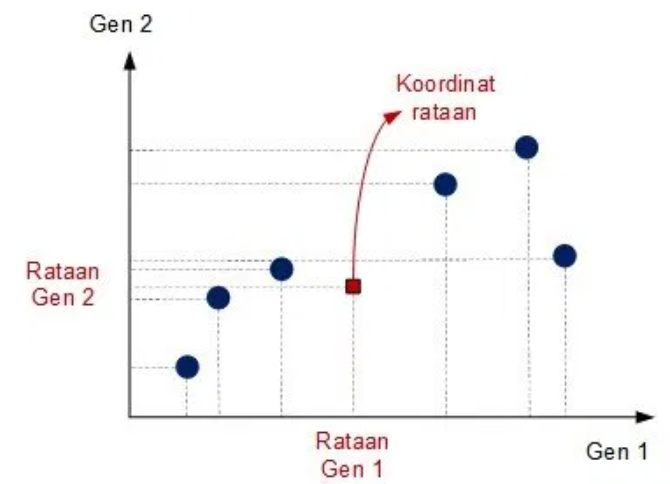 Gen 2
Koordinat
rataan
Rataan
Gen 2
Rataan
Gen 1
Gen 1